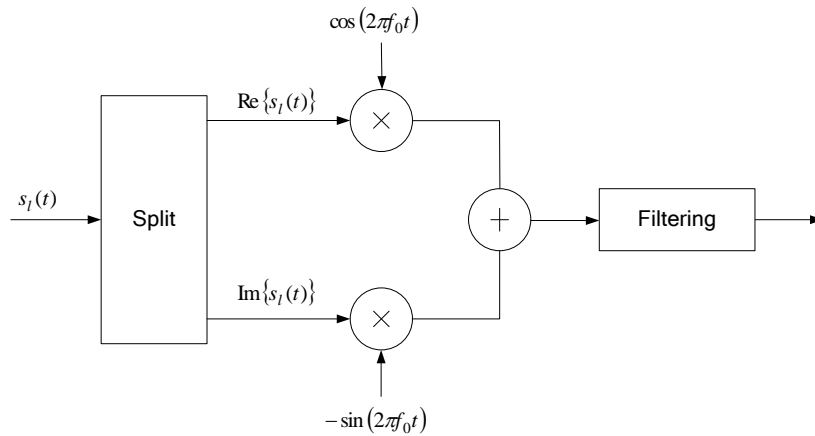 cos(2πf₀t)
Re{sₗ(t)}
×
sₗ(t)
Split
+
Filtering
Im{sₗ(t)}
×
−sin(2πf₀t)